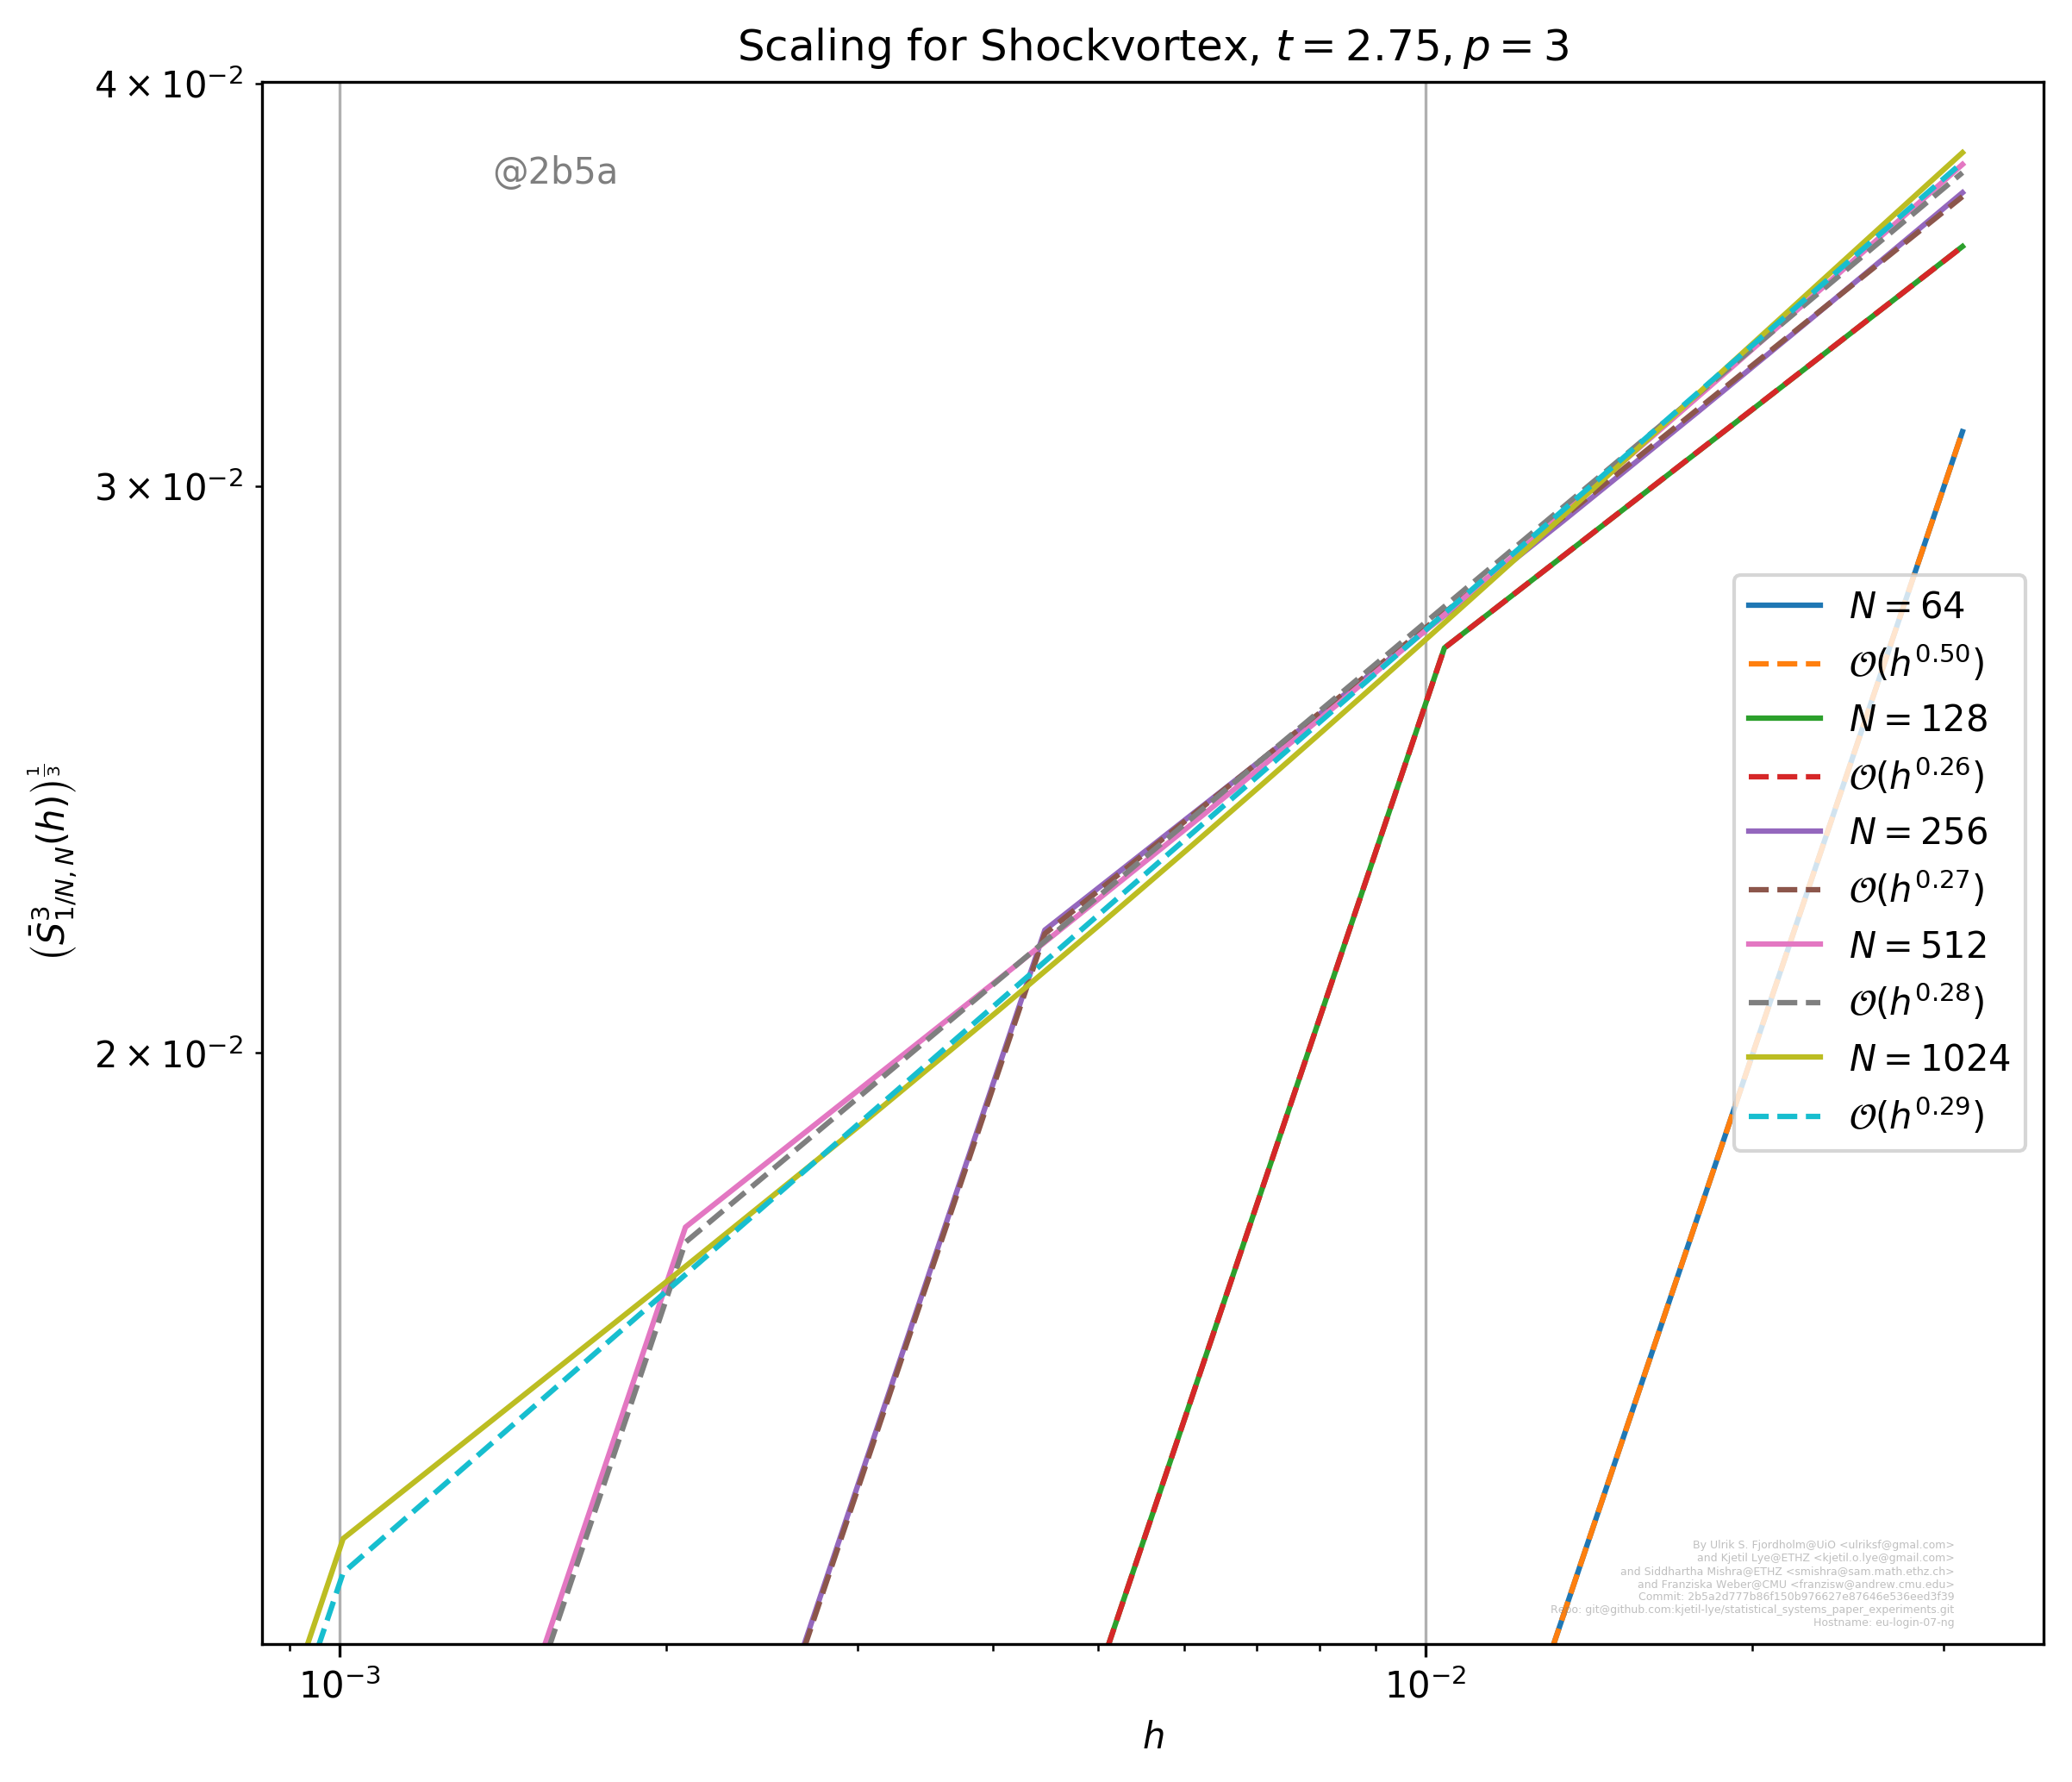 Scaling for Shockvortex, t = 2.75, p = 3
4 × 10⁻²
3 × 10⁻²
2 × 10⁻²
@2b5a
(S̄³₁/N, N(h))^(1/3)
N = 64
𝒪(h^0.50)
N = 128
𝒪(h^0.26)
N = 256
𝒪(h^0.27)
N = 512
𝒪(h^0.28)
N = 1024
𝒪(h^0.29)
By Ulrik S. Fjordholm@UiO <ulriksf@gmal.com>
and Kjetil Lye@ETHZ <kjetil.o.lye@gmail.com>
and Siddhartha Mishra@ETHZ <smishra@sam.math.ethz.ch>
and Franziska Weber@CMU <franzisw@andrew.cmu.edu>
Commit: 2b5a2d777b86f150b976627e87646e536eed3f39
Repo: git@github.com:kjetil-lye/statistical_systems_paper_experiments.git
Hostname: eu-login-07-ng
10⁻³
10⁻²
h